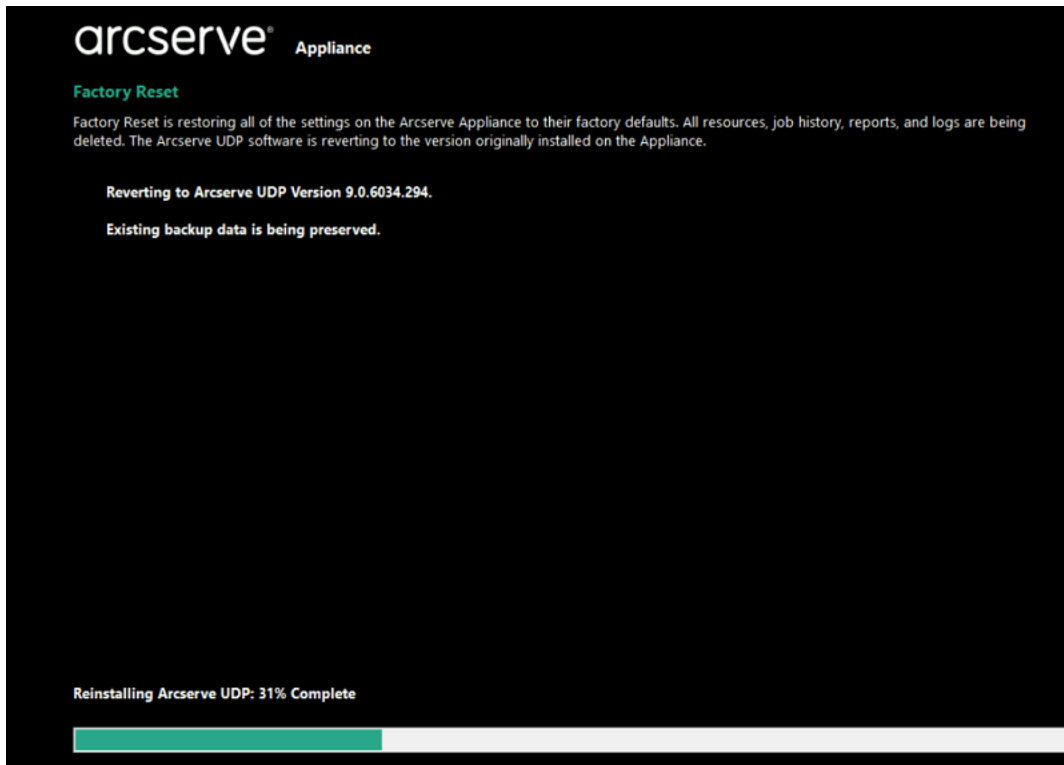 arcserve® Appliance
Factory Reset
Factory Reset is restoring all of the settings on the Arcserve Appliance to their factory defaults. All resources, job history, reports, and logs are being
deleted. The Arcserve UDP software is reverting to the version originally installed on the Appliance.
Reverting to Arcserve UDP Version 9.0.6034.294.
Existing backup data is being preserved.
Reinstalling Arcserve UDP: 31% Complete